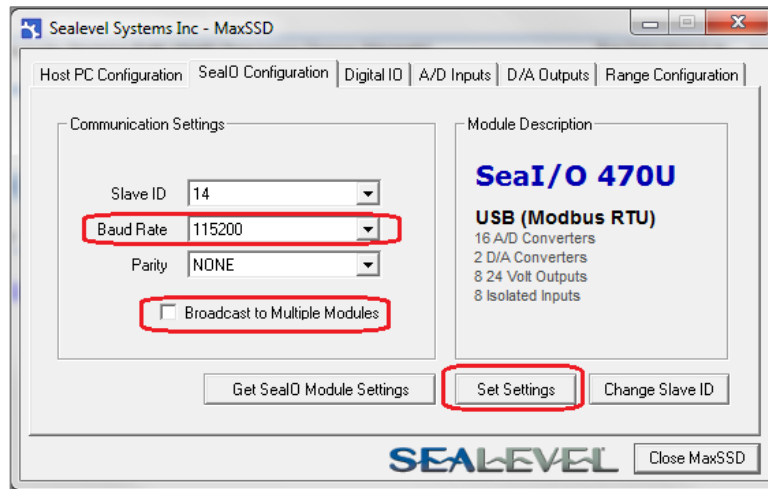 Sealevel Systems Inc - MaxSSD
Host PC Configuration SeaIO Configuration Digital IO A/D Inputs D/A Outputs Range Configuration
Communication Settings
Slave ID 14
Baud Rate 115200
Parity NONE
Broadcast to Multiple Modules
Get SeaIO Module Settings
Module Description
SeaI/O 470U
USB (Modbus RTU)
16 A/D Converters
2 D/A Converters
8 24 Volt Outputs
8 Isolated Inputs
Set Settings Change Slave ID
SEALEVEL Close MaxSSD